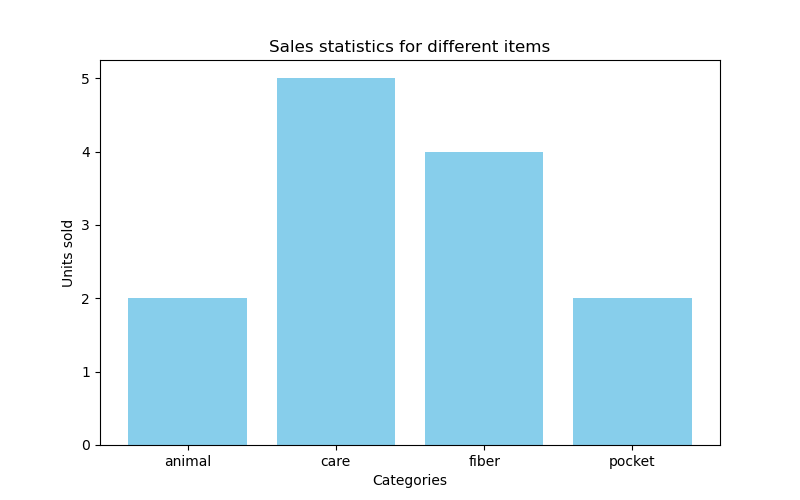 Sales statistics for different items
Units sold
5
4
3
2
1
0
animal care fiber pocket
Categories